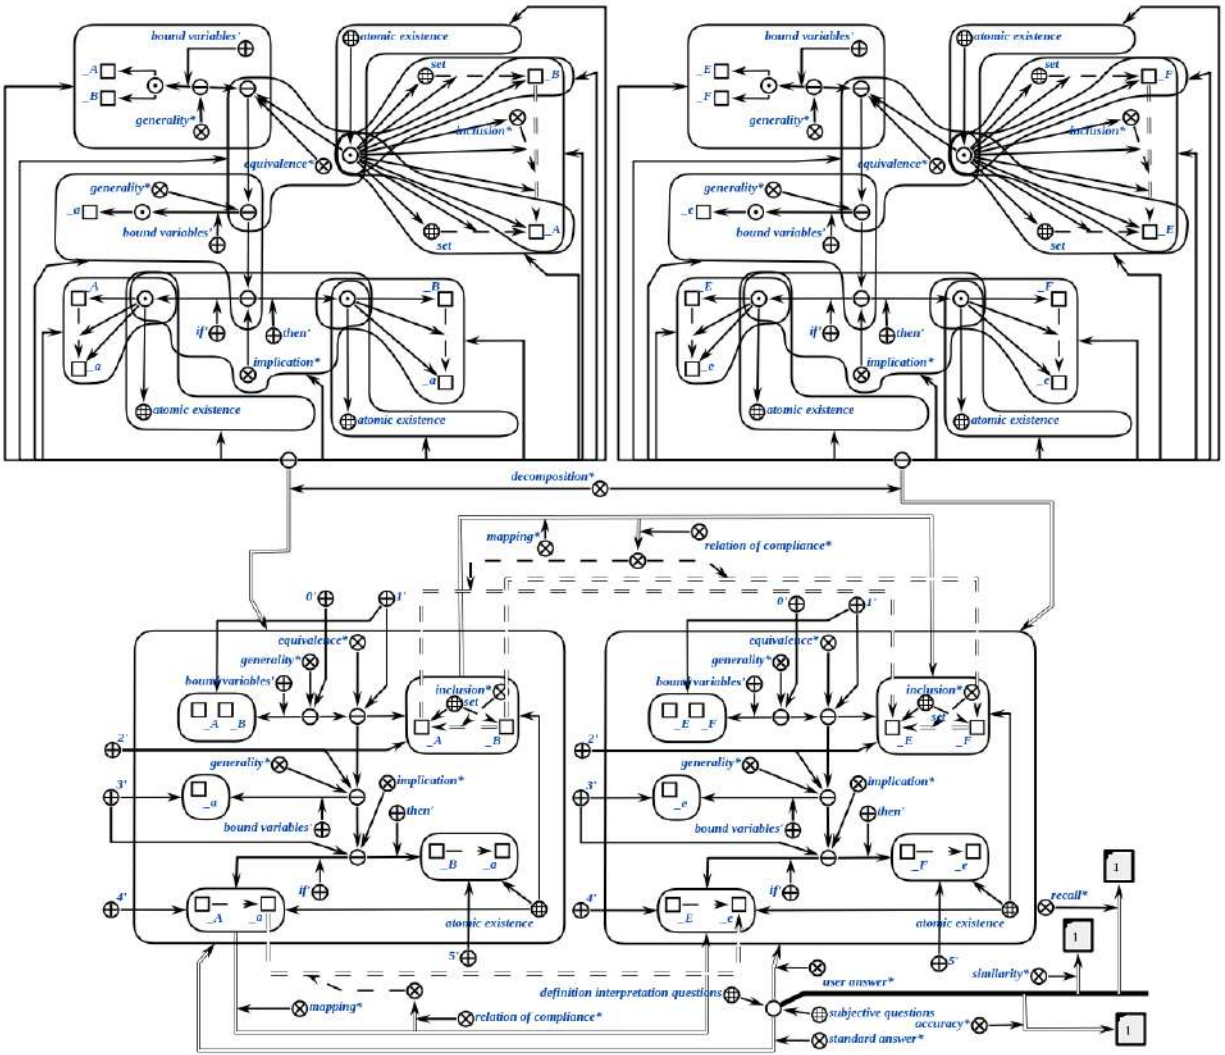 bound variables'
atomic existence
_A
_B
generality*
set
_B
inclusion*
equivalence*
generality*
_a
bound variables'
set
_A
_A
_B
if'
then'
implication*
_a
_a
atomic existence
atomic existence
bound variables'
atomic existence
_E
_F
generality*
set
_F
inclusion*
equivalence*
generality*
_e
bound variables'
set
_E
_E
_F
if'
then'
implication*
_e
_e
atomic existence
atomic existence
decomposition*
mapping*
relation of compliance*
0'
1'
equivalence*
generality*
bound variables'
inclusion*
set
_A _B
_A _B
2'
generality*
implication*
3'
_a
then'
bound variables'
_B _a
if'
4'
_A _a
atomic existence
5'
0'
1'
equivalence*
generality*
bound variables'
inclusion*
set
_E _F
_E _F
2'
generality*
implication*
3'
_e
then'
bound variables'
_F _e
if'
4'
_E _e
atomic existence
5'
recall*
1
1
user answer*
similarity*
definition interpretation questions
mapping*
relation of compliance*
subjective questions
accuracy*
1
standard answer*